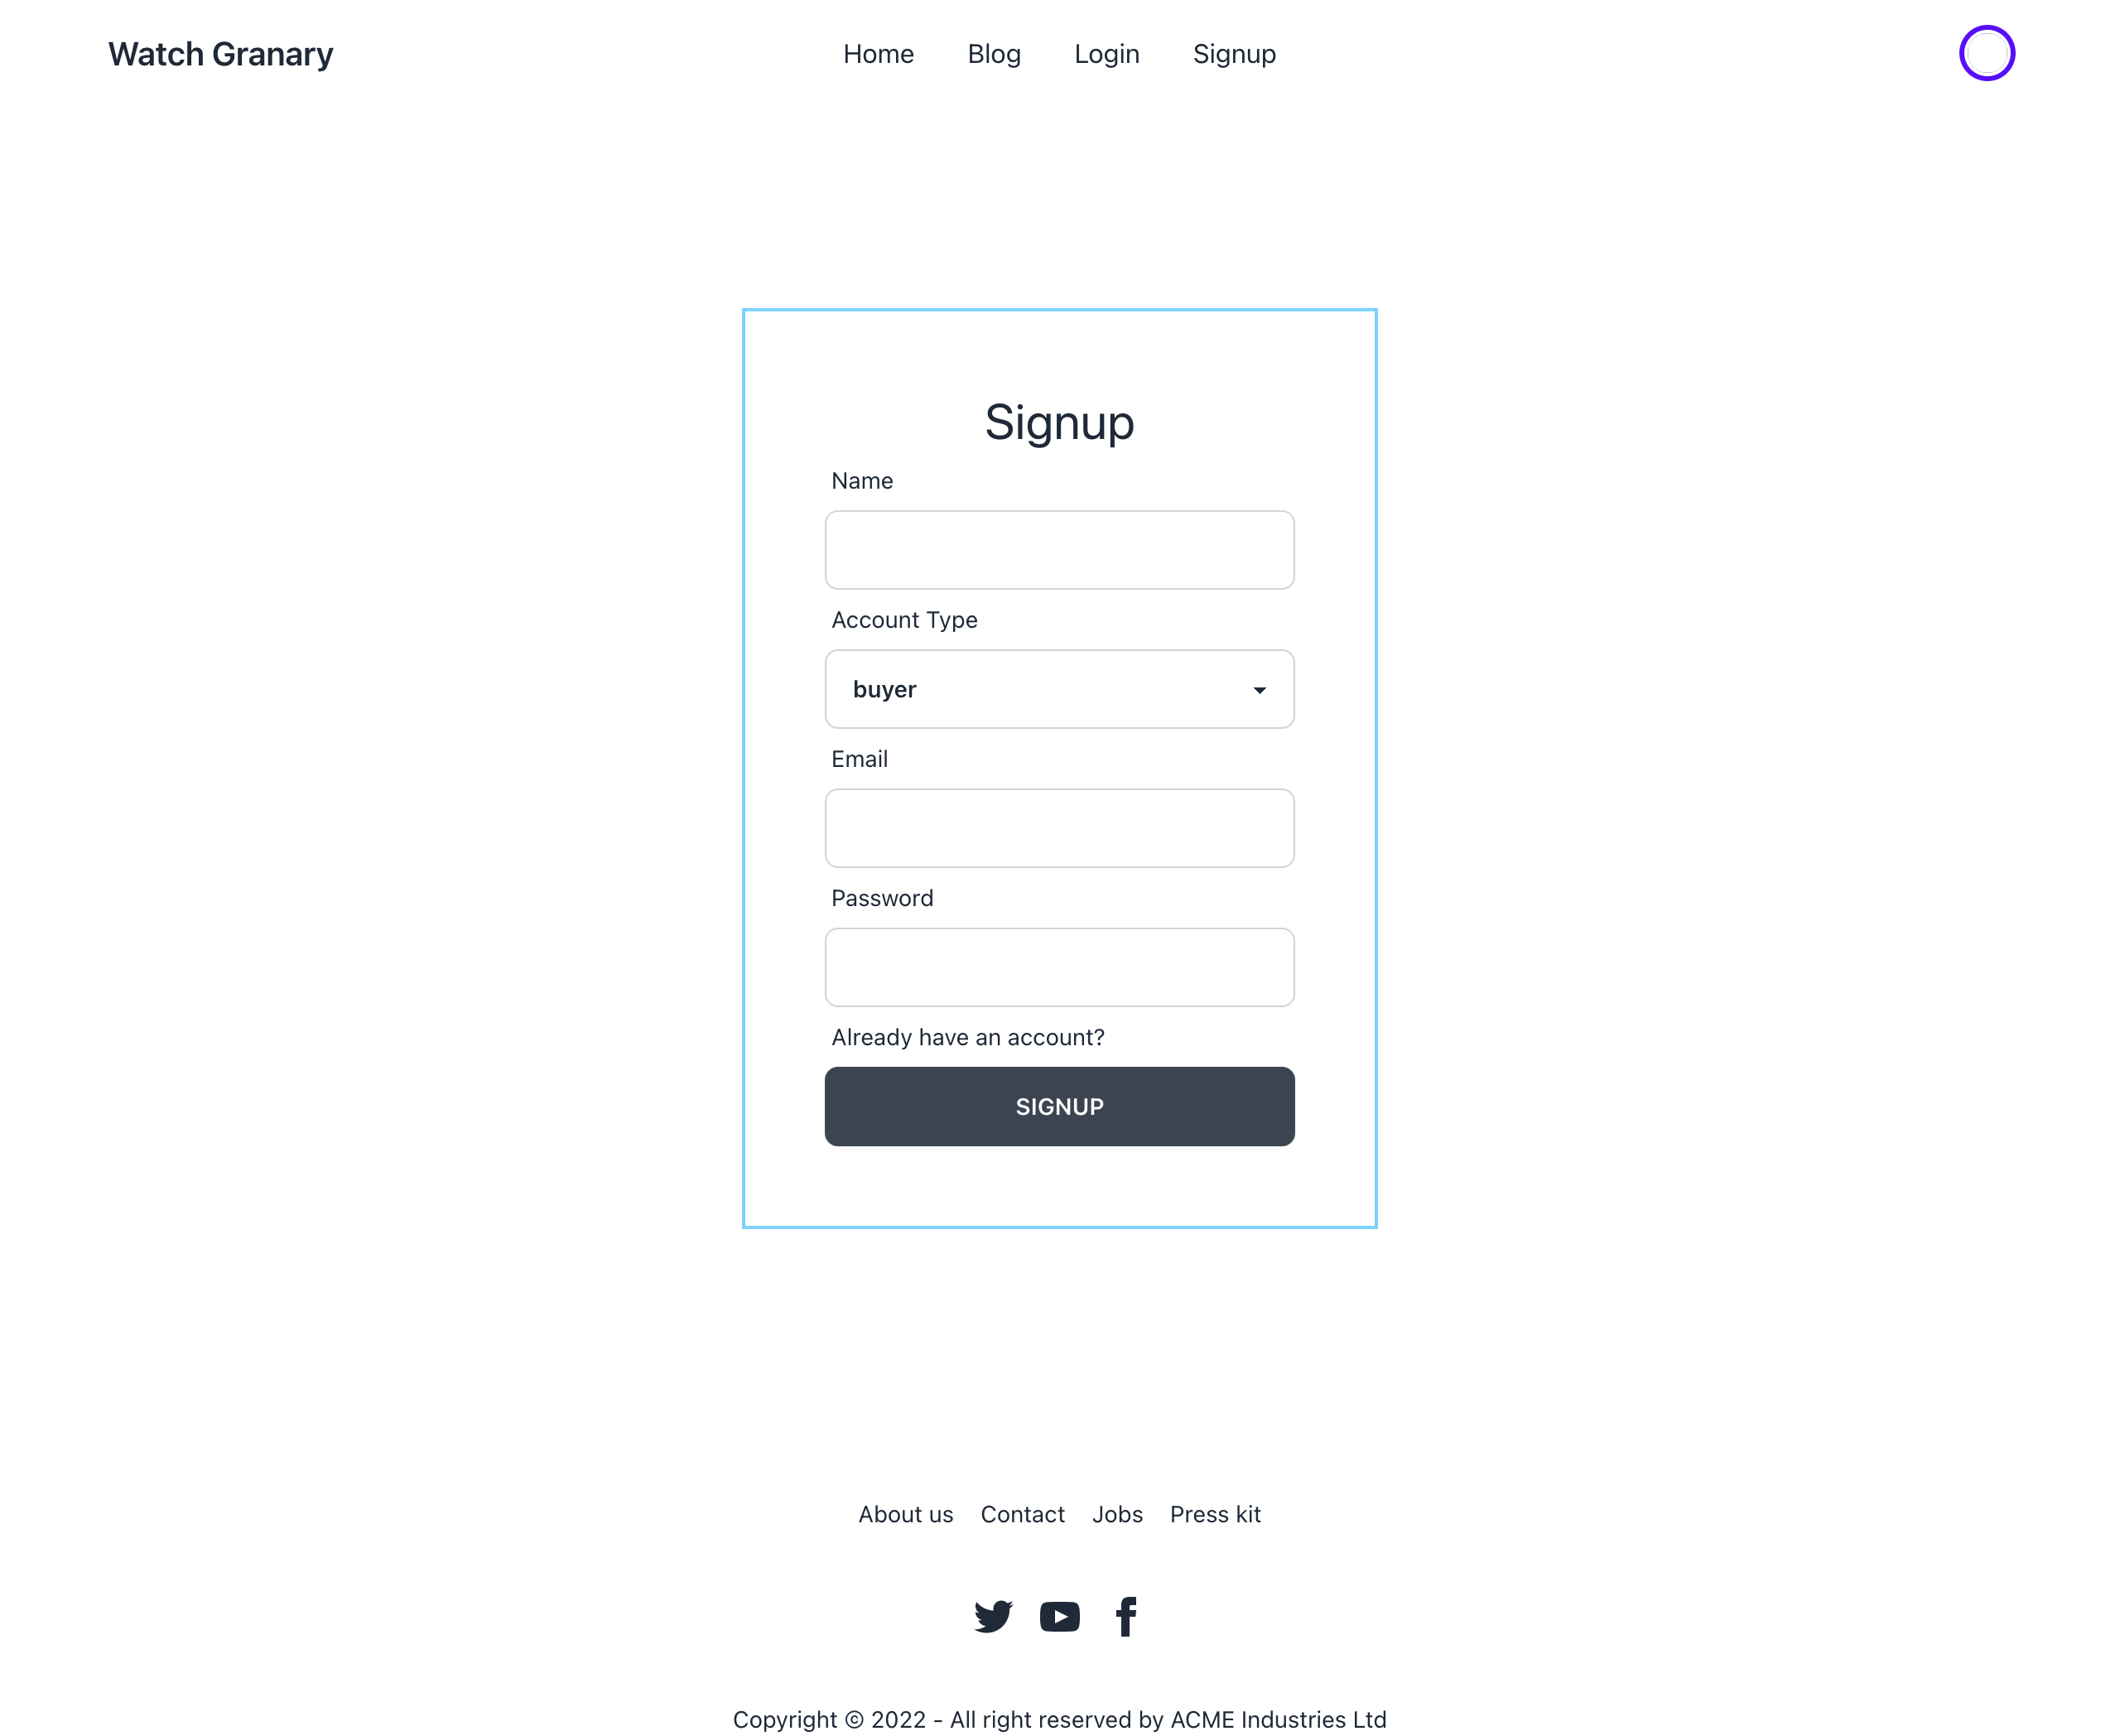 Watch Granary Home Blog Login Signup
Signup
Name
Account Type
buyer
Email
Password
Already have an account?
SIGNUP
About us Contact Jobs Press kit
Copyright © 2022 - All right reserved by ACME Industries Ltd